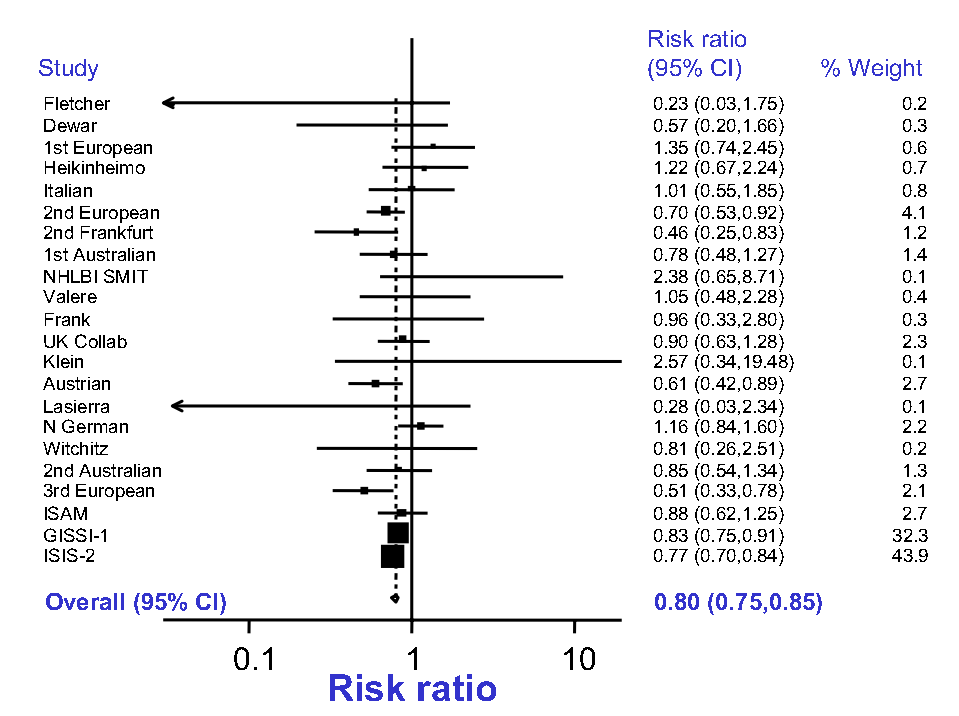 Risk ratio
Study (95% CI) % Weight
Fletcher 0.23 (0.03,1.75) 0.2
Dewar 0.57 (0.20,1.66) 0.3
1st European 1.35 (0.74,2.45) 0.6
Heikinheimo 1.22 (0.67,2.24) 0.7
Italian 1.01 (0.55,1.85) 0.8
2nd European 0.70 (0.53,0.92) 4.1
2nd Frankfurt 0.46 (0.25,0.83) 1.2
1st Australian 0.78 (0.48,1.27) 1.4
NHLBI SMIT 2.38 (0.65,8.71) 0.1
Valere 1.05 (0.48,2.28) 0.4
Frank 0.96 (0.33,2.80) 0.3
UK Collab 0.90 (0.63,1.28) 2.3
Klein 2.57 (0.34,19.48) 0.1
Austrian 0.61 (0.42,0.89) 2.7
Lasierra 0.28 (0.03,2.34) 0.1
N German 1.16 (0.84,1.60) 2.2
Witchitz 0.81 (0.26,2.51) 0.2
2nd Australian 0.85 (0.54,1.34) 1.3
3rd European 0.51 (0.33,0.78) 2.1
ISAM 0.88 (0.62,1.25) 2.7
GISSI-1 0.83 (0.75,0.91) 32.3
ISIS-2 0.77 (0.70,0.84) 43.9
Overall (95% CI) 0.80 (0.75,0.85)
0.1 1 10
Risk ratio